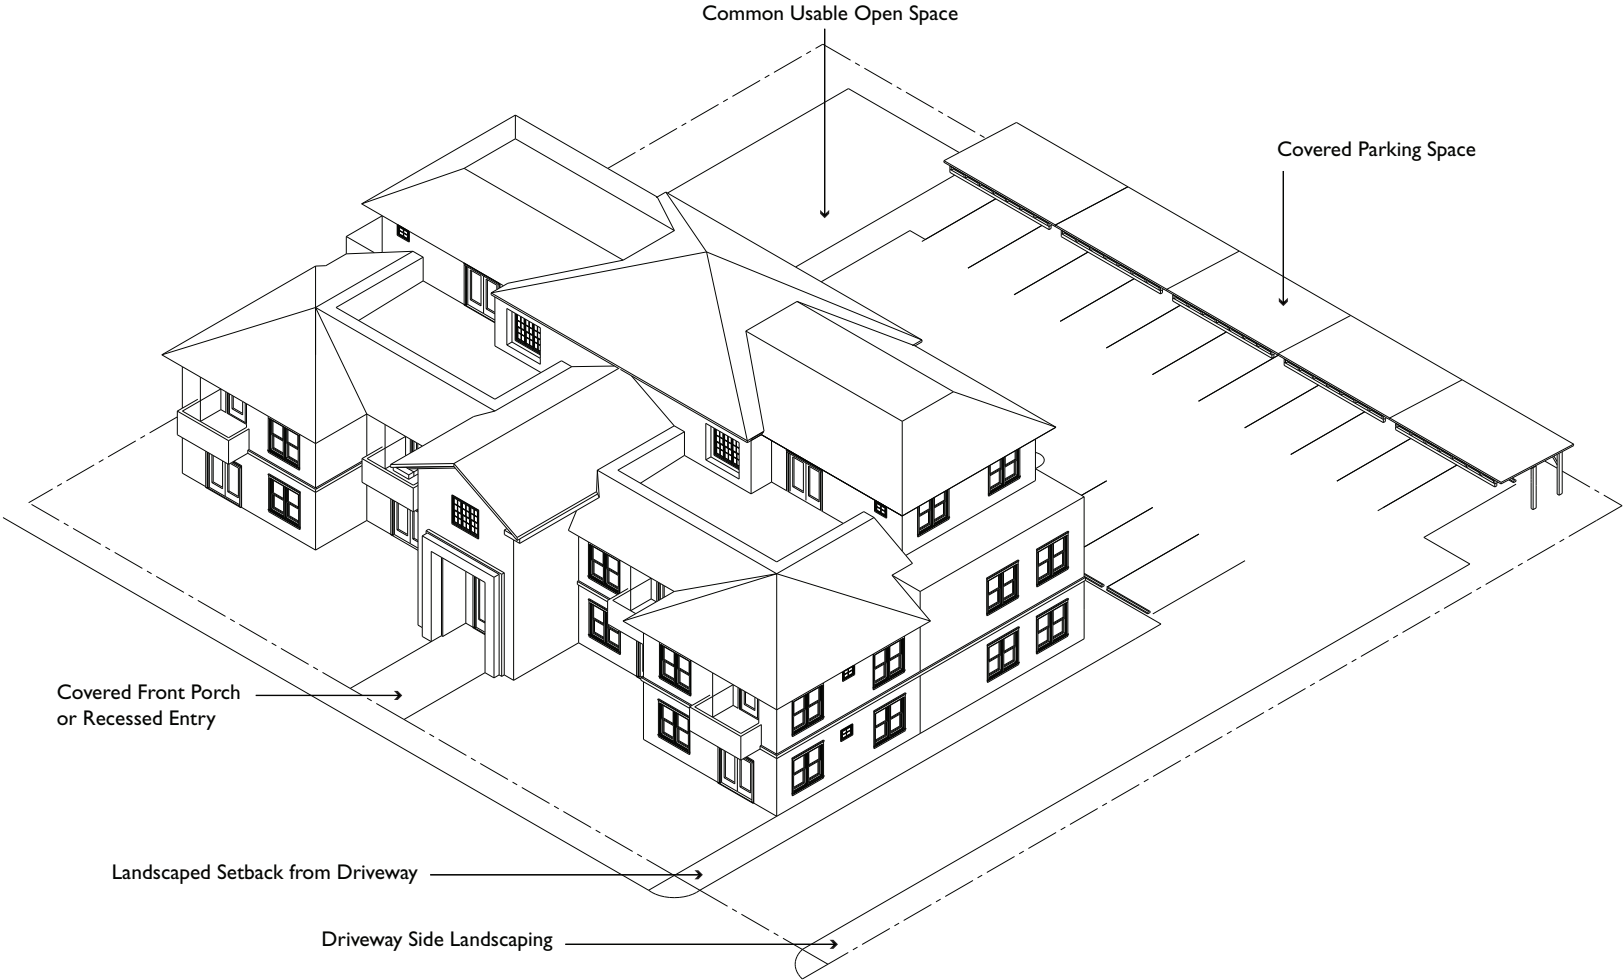 Common Usable Open Space
Covered Parking Space
Covered Front Porch
or Recessed Entry
Landscaped Setback from Driveway
Driveway Side Landscaping